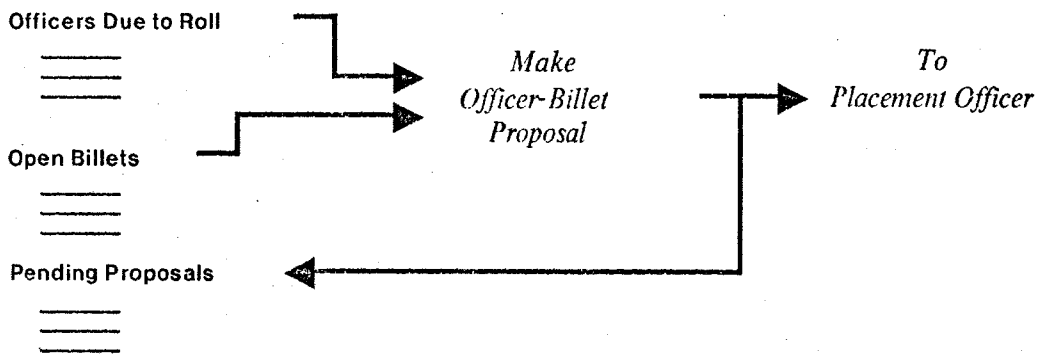 Officers Due to Roll
Make
Officer-Billet
Proposal
To
Placement Officer
Open Billets
Pending Proposals